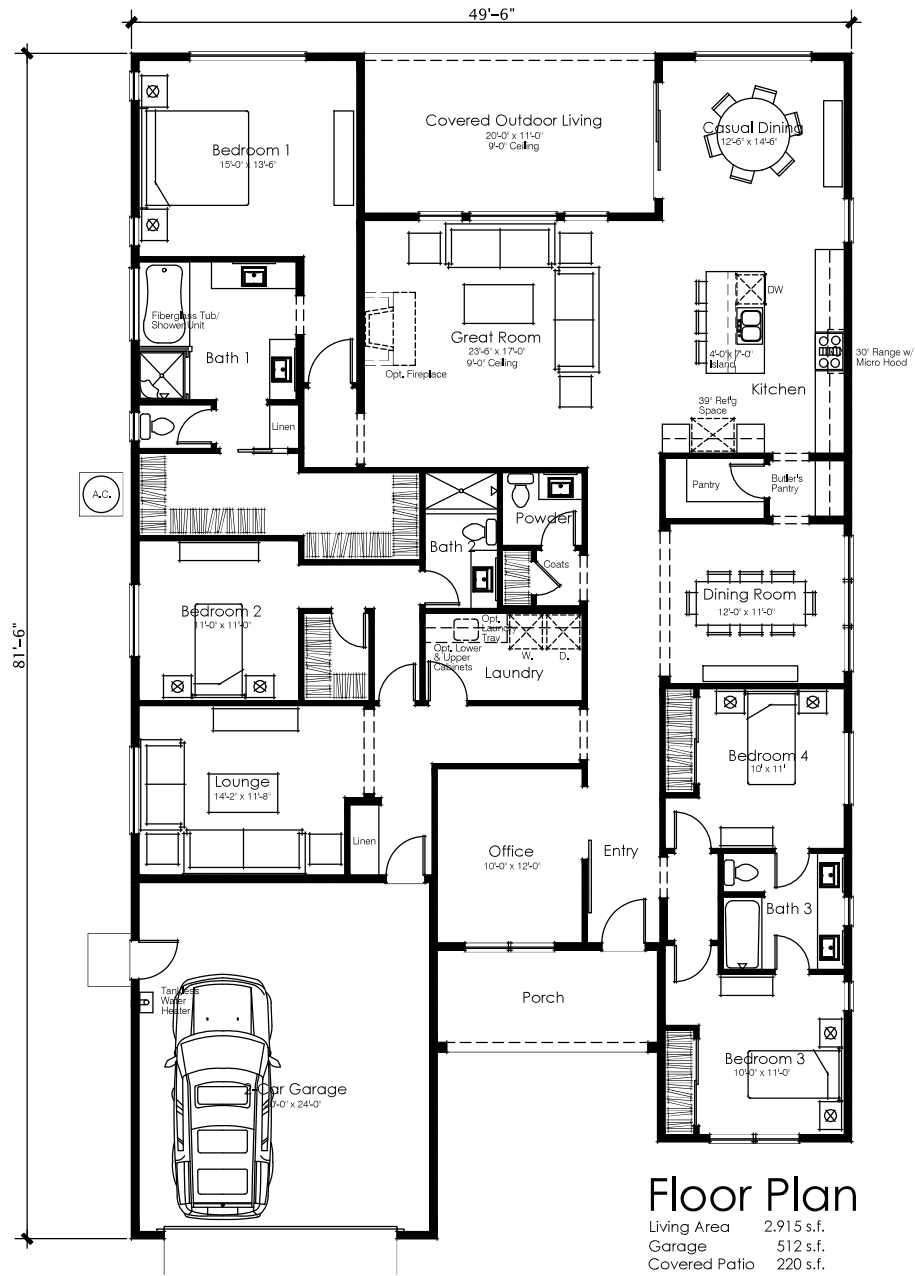 49'-6"
81'-6"
Covered Outdoor Living
20'-0" x 11'-0"
9'-0" Ceiling
Casual Dining
12'-6" x 14'-6"
Bedroom 1
15'-0" x 13'-6"
DW
Fiberglass Tub/
Shower Unit
Bath 1
Great Room
23'-6" x 17'-0"
9'-0" Ceiling
Opt. Fireplace
4'-0"x 7'-0"
Island
30" Range w/
Micro Hood
Kitchen
39" Ref'g
Space
Linen
A.C.
Pantry
Butler's
Pantry
Powder
Bath 2
Coats
Bedroom 2
11'-0" x 11'-0"
Dining Room
12'-0" x 11'-0"
Opt.
Laundry
Tray
Opt. Lower
& Upper
Cabinets
W.
D.
Laundry
Bedroom 4
10' x 11'
Lounge
14'-2" x 11'-8"
Linen
Office
10'-0" x 12'-0"
Entry
Bath 3
Tankless
Water
Heater
Porch
Bedroom 3
10'-0" x 11'-0"
2-Car Garage
x 24'-0"
Floor Plan
Living Area 2.915 s.f.
Garage 512 s.f.
Covered Patio 220 s.f.